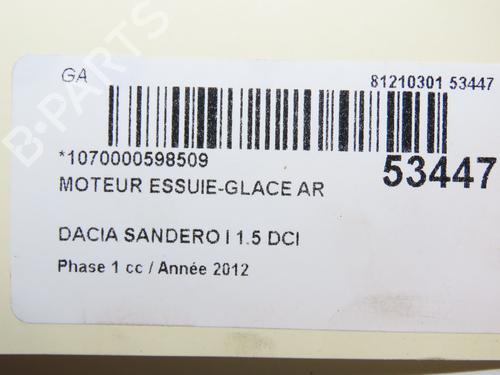 GA
81210301 53447
*1070000598509
53447
MOTEUR ESSUIE-GLACE AR
DACIA SANDERO I 1.5 DCI
Phase 1 cc / Année 2012
B-PARTS